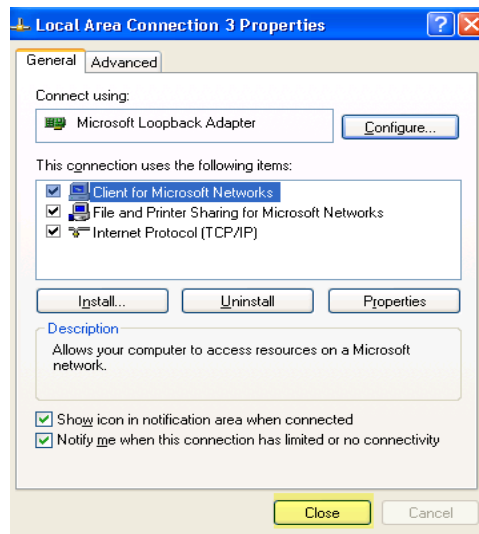 Local Area Connection 3 Properties
General Advanced
Connect using:
Microsoft Loopback Adapter
Configure...
This connection uses the following items:
Client for Microsoft Networks
File and Printer Sharing for Microsoft Networks
Internet Protocol (TCP/IP)
Install... Uninstall Properties
Description
Allows your computer to access resources on a Microsoft
network.
Show icon in notification area when connected
Notify me when this connection has limited or no connectivity
Close Cancel